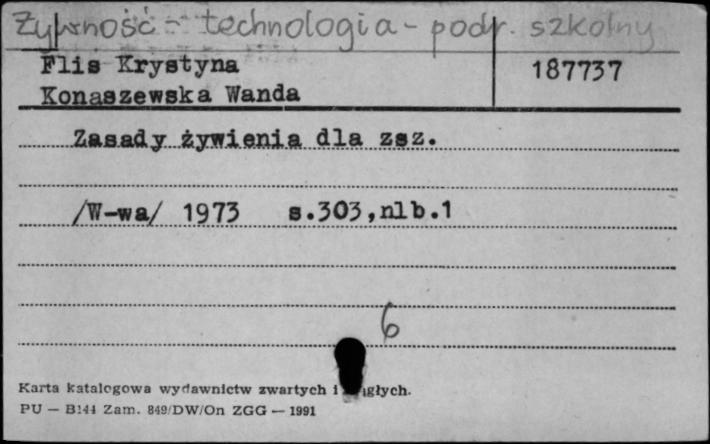 Żywność - technologia - podr. szkolny
Flis Krystyna 187737
Konaszewska Wanda
Zasady żywienia dla zsz.
/W-wa/ 1973 s.303,nlb.1
6
Karta katalogowa wydawnictw zwartych i
PU — B141 Zam. 849/DW/On ZGG — 1991